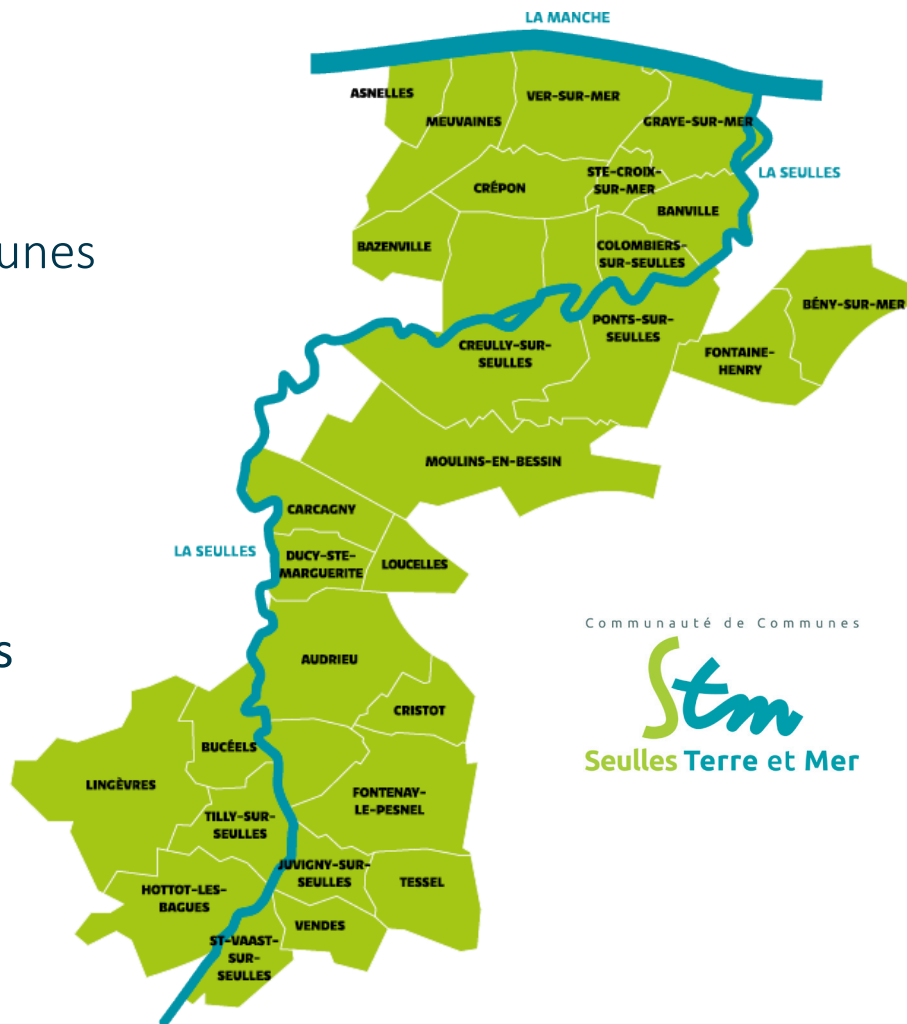 LA MANCHE
ASNELLES
VER-SUR-MER
MEUVAINES
GRAYE-SUR-MER
LA SEULLES
STE-CROIX-
SUR-MER
CRÉPON
BANVILLE
unes
BAZENVILLE
COLOMBIERS-
SUR-SEULLES
BÉNY-SUR-MER
PONTS-SUR-
SEULLES
CREULLY-SUR-
SEULLES
FONTAINE-
HENRY
MOULINS-EN-BESSIN
CARCAGNY
LA SEULLES
DUCY-STE-
MARGUERITE
LOUCELLES
Communauté de Communes
Stm
Seulles Terre et Mer
s
AUDRIEU
CRISTOT
BUCÉELS
LINGÈVRES
FONTENAY-
LE-PESNEL
TILLY-SUR-
SEULLES
JUVIGNY-SUR-
SEULLES
TESSEL
HOTTOT-LES-
BAGUES
VENDES
ST-VAAST-
SUR-
SEULLES